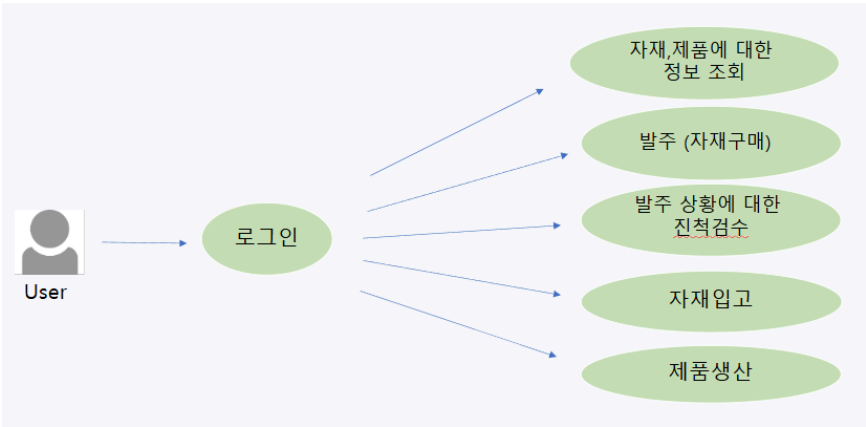 자재,제품에 대한
정보 조회
발주 (자재구매)
발주 상황에 대한
진척검수
로그인
User
자재입고
제품생산